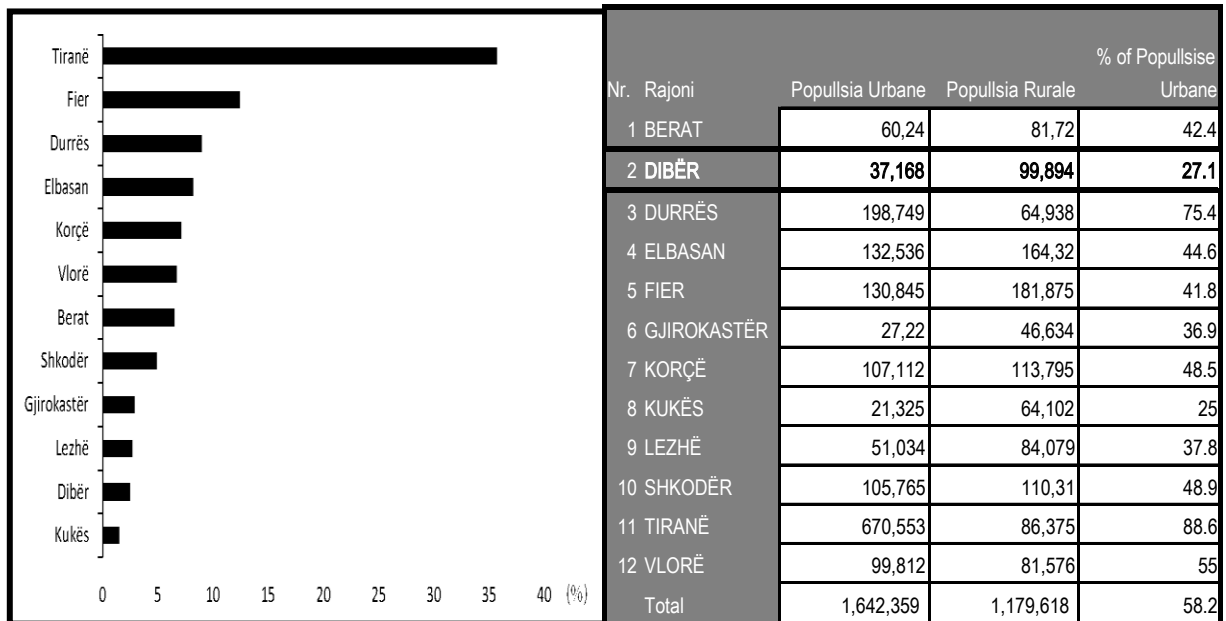 Tiranë
Fier
Durrës
Elbasan
Korçë
Vlorë
Berat
Shkodër
Gjirokastër
Lezhë
Dibër
Kukës
0 5 10 15 20 25 30 35 40 (%)
% of Popullsise
Nr. Rajoni Popullsia Urbane Popullsia Rurale Urbane
1 BERAT 60,24 81,72 42.4
2 DIBËR 37,168 99,894 27.1
3 DURRËS 198,749 64,938 75.4
4 ELBASAN 132,536 164,32 44.6
5 FIER 130,845 181,875 41.8
6 GJIROKASTËR 27,22 46,634 36.9
7 KORÇË 107,112 113,795 48.5
8 KUKËS 21,325 64,102 25
9 LEZHË 51,034 84,079 37.8
10 SHKODËR 105,765 110,31 48.9
11 TIRANË 670,553 86,375 88.6
12 VLORË 99,812 81,576 55
Total 1,642,359 1,179,618 58.2